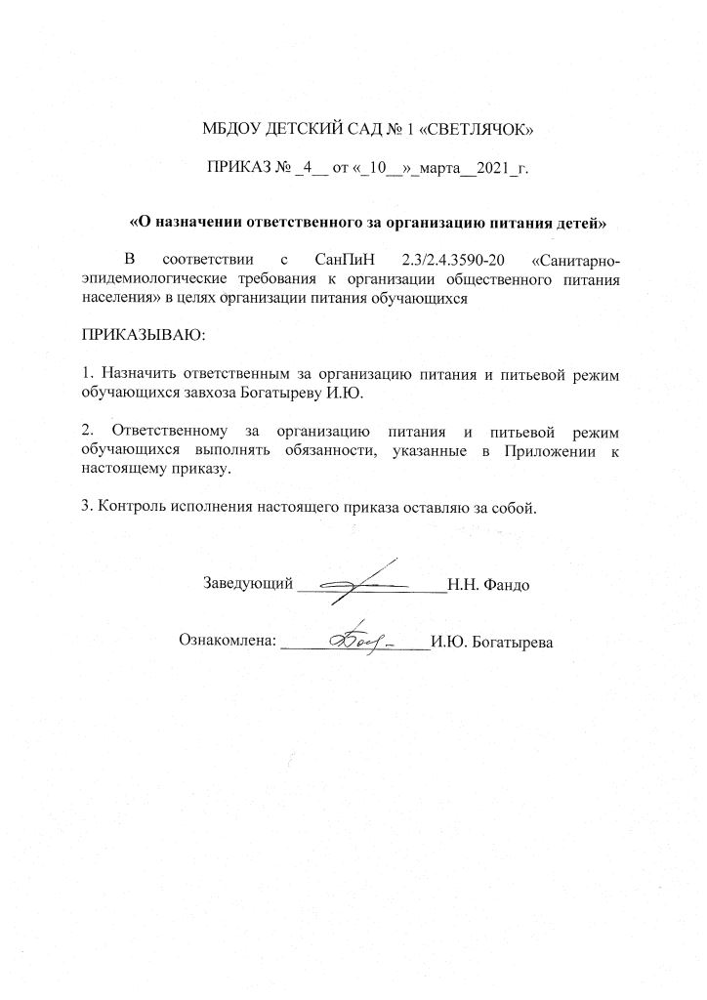 МБДОУ ДЕТСКИЙ САД № 1 «СВЕТЛЯЧОК»
ПРИКАЗ № _4__ от «_10__»_марта__2021_г.
«О назначении ответственного за организацию питания детей»
В соответствии с СанПиН 2.3/2.4.3590-20 «Санитарно-
эпидемиологические требования к организации общественного питания
населения» в целях организации питания обучающихся
ПРИКАЗЫВАЮ:
1. Назначить ответственным за организацию питания и питьевой режим
обучающихся завхоза Богатыреву И.Ю.
2. Ответственному за организацию питания и питьевой режим
обучающихся выполнять обязанности, указанные в Приложении к
настоящему приказу.
3. Контроль исполнения настоящего приказа оставляю за собой.
Заведующий __________________Н.Н. Фандо
Ознакомлена: __________________И.Ю. Богатырева